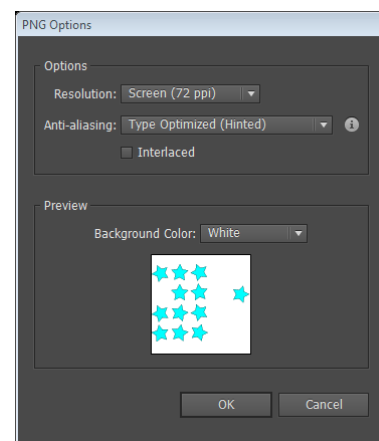 PNG Options
Options
Resolution: Screen (72 ppi)
Anti-aliasing: Type Optimized (Hinted)
Interlaced
Preview
Background Color: White
OK Cancel